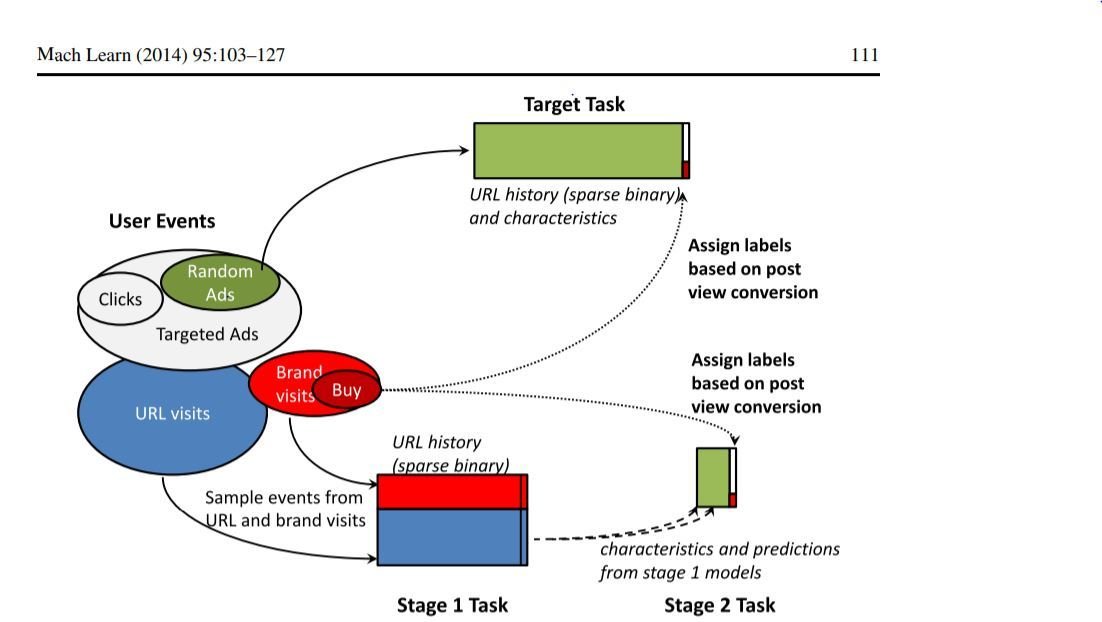 Mach Learn (2014) 95:103–127
111
Target Task
URL history (sparse binary)
and characteristics
User Events
Random
Ads
Clicks
Targeted Ads
Assign labels
based on post
view conversion
Brand
visits
Buy
URL visits
Assign labels
based on post
view conversion
URL history
(sparse binary)
Sample events from
URL and brand visits
characteristics and predictions
from stage 1 models
Stage 1 Task
Stage 2 Task